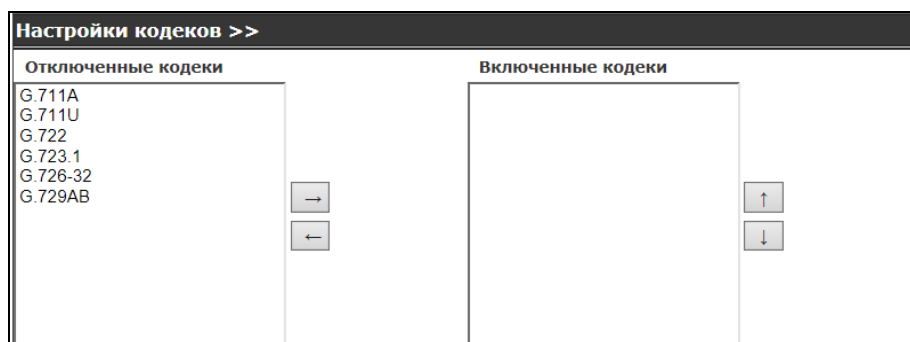 Настройки кодеков >>
Отключенные кодеки
Включенные кодеки
G.711A
G.711U
G.722
G.723.1
G.726-32
G.729AB
→
←
↑
↓